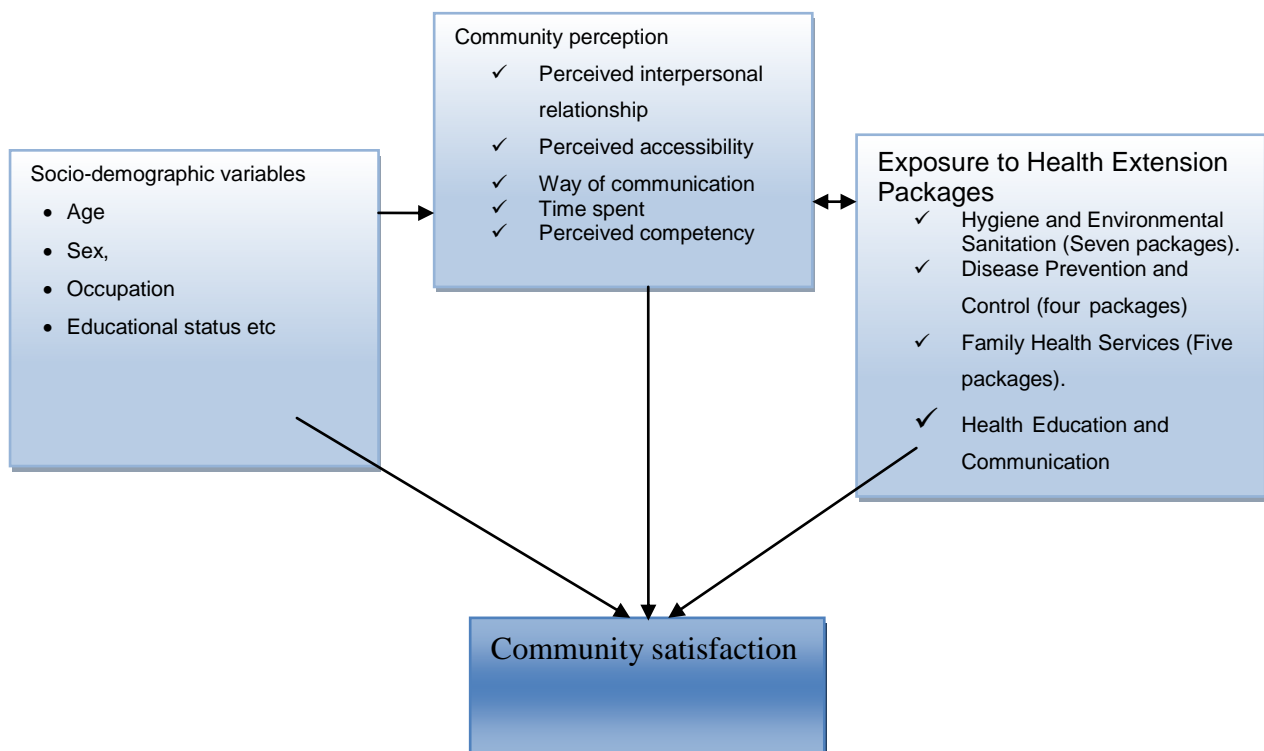 Socio-demographic variables
• Age
• Sex,
• Occupation
• Educational status etc
Community perception
✓ Perceived interpersonal
relationship
✓ Perceived accessibility
✓ Way of communication
✓ Time spent
✓ Perceived competency
Exposure to Health Extension
Packages
✓ Hygiene and Environmental
Sanitation (Seven packages).
✓ Disease Prevention and
Control (four packages)
✓ Family Health Services (Five
packages).
✓ Health Education and
Communication
Community satisfaction